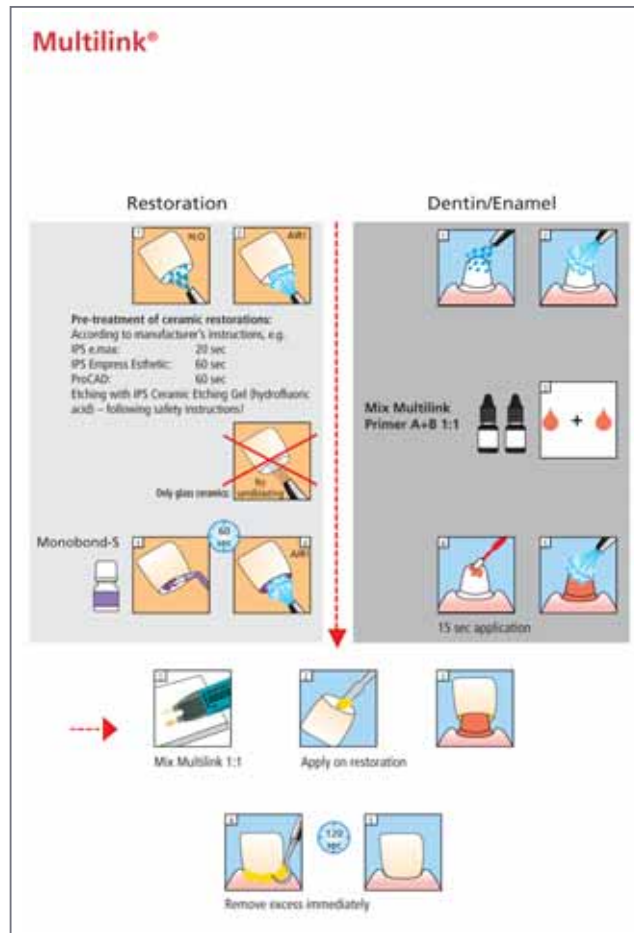 Multilink®
Restoration
Dentin/Enamel
1
H₂O
2
AIR!
Pre-treatment of ceramic restorations:
According to manufacturer's instructions, e.g.
IPS e.max: 20 sec
IPS Empress Esthetic: 60 sec
ProCAD: 60 sec
Etching with IPS Ceramic Etching Gel (hydrofluoric
acid) – following safety instructions!
Only glass ceramics:
No
sandblasting
Monobond-S
60
sec
AIR!
Mix Multilink
Primer A+B 1:1
+
15 sec application
Mix Multilink 1:1
Apply on restoration
120
sec
Remove excess immediately